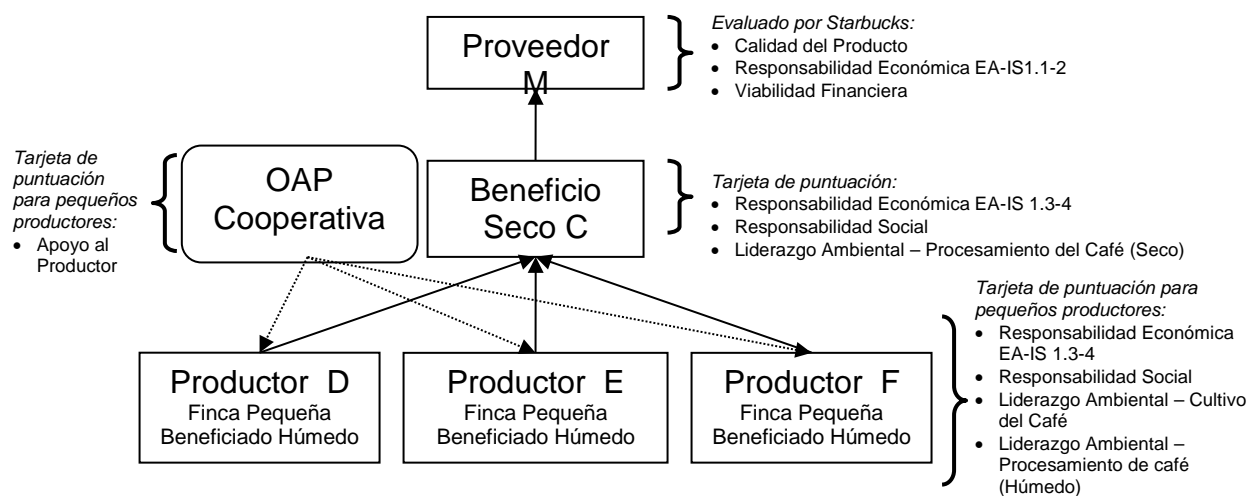 Proveedor
M
Evaluado por Starbucks:
• Calidad del Producto
• Responsabilidad Económica EA-IS1.1-2
• Viabilidad Financiera
Tarjeta de
puntuación
para pequeños
productores:
• Apoyo al
Productor
OAP
Cooperativa
Beneficio
Seco C
Tarjeta de puntuación:
• Responsabilidad Económica EA-IS 1.3-4
• Responsabilidad Social
• Liderazgo Ambiental – Procesamiento del Café (Seco)
Productor D
Finca Pequeña
Beneficiado Húmedo
Productor E
Finca Pequeña
Beneficiado Húmedo
Productor F
Finca Pequeña
Beneficiado Húmedo
Tarjeta de puntuación para
pequeños productores:
• Responsabilidad Económica
EA-IS 1.3-4
• Responsabilidad Social
• Liderazgo Ambiental – Cultivo
del Café
• Liderazgo Ambiental –
Procesamiento de café
(Húmedo)